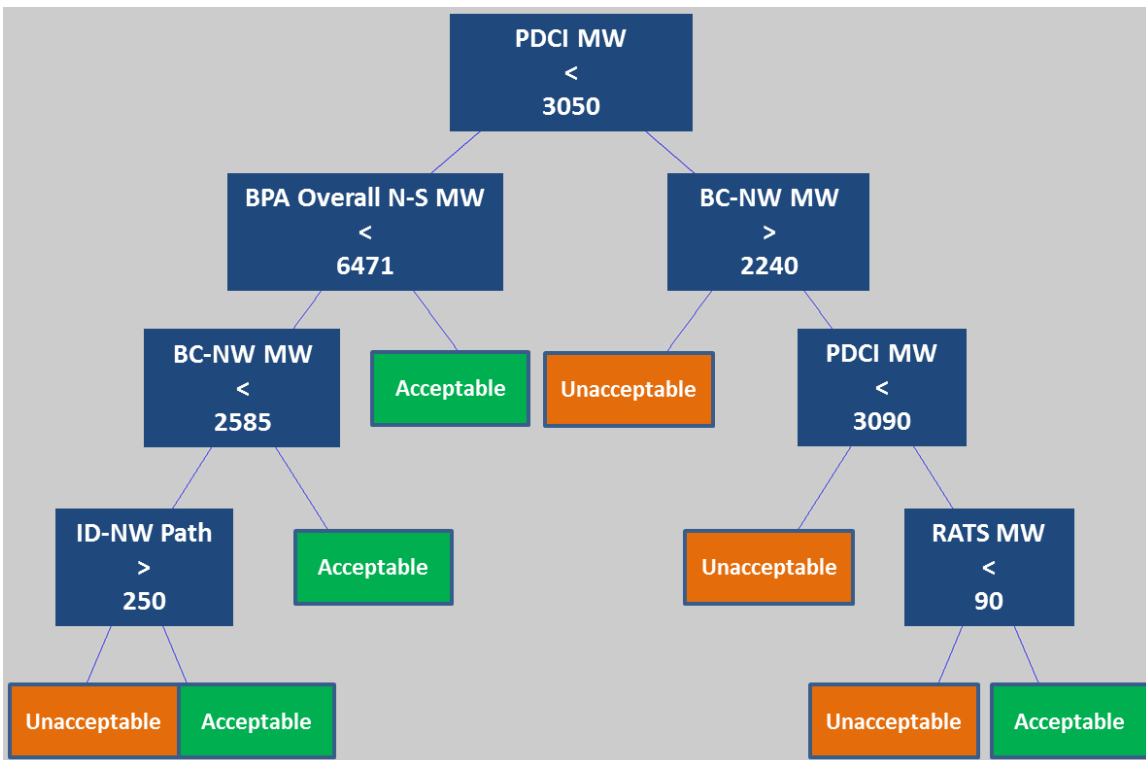 PDCI MW
<
3050
BPA Overall N-S MW
<
6471
BC-NW MW
>
2240
BC-NW MW
<
2585
Acceptable
Unacceptable
PDCI MW
<
3090
ID-NW Path
>
250
Acceptable
Unacceptable
RATS MW
<
90
Unacceptable
Acceptable
Unacceptable
Acceptable